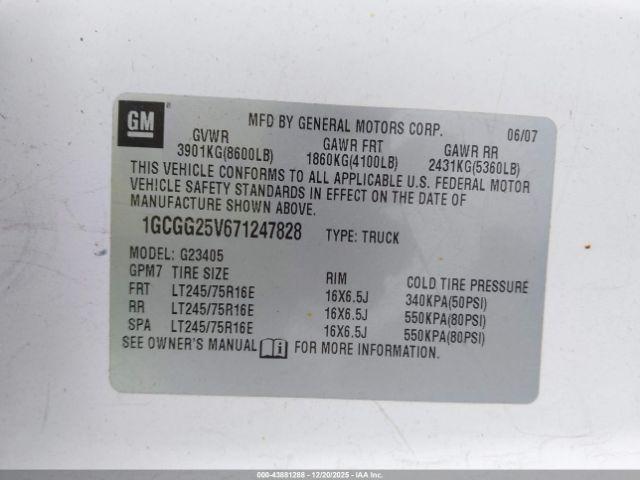 GM ®
MFD BY GENERAL MOTORS CORP. 06/07
GVWR GAWR FRT GAWR RR
3901KG(8600LB) 1860KG(4100LB) 2431KG(5360LB)
THIS VEHICLE CONFORMS TO ALL APPLICABLE U.S. FEDERAL MOTOR
VEHICLE SAFETY STANDARDS IN EFFECT ON THE DATE OF
MANUFACTURE SHOWN ABOVE.
1GCGG25V671247828 TYPE: TRUCK
MODEL: G23405
GPM7 TIRE SIZE RIM COLD TIRE PRESSURE
FRT LT245/75R16E 16X6.5J 340KPA(50PSI)
RR LT245/75R16E 16X6.5J 550KPA(80PSI)
SPA LT245/75R16E 16X6.5J 550KPA(80PSI)
SEE OWNER'S MANUAL FOR MORE INFORMATION.
000-43881288 - 12/20/2025 - IAAI.COM